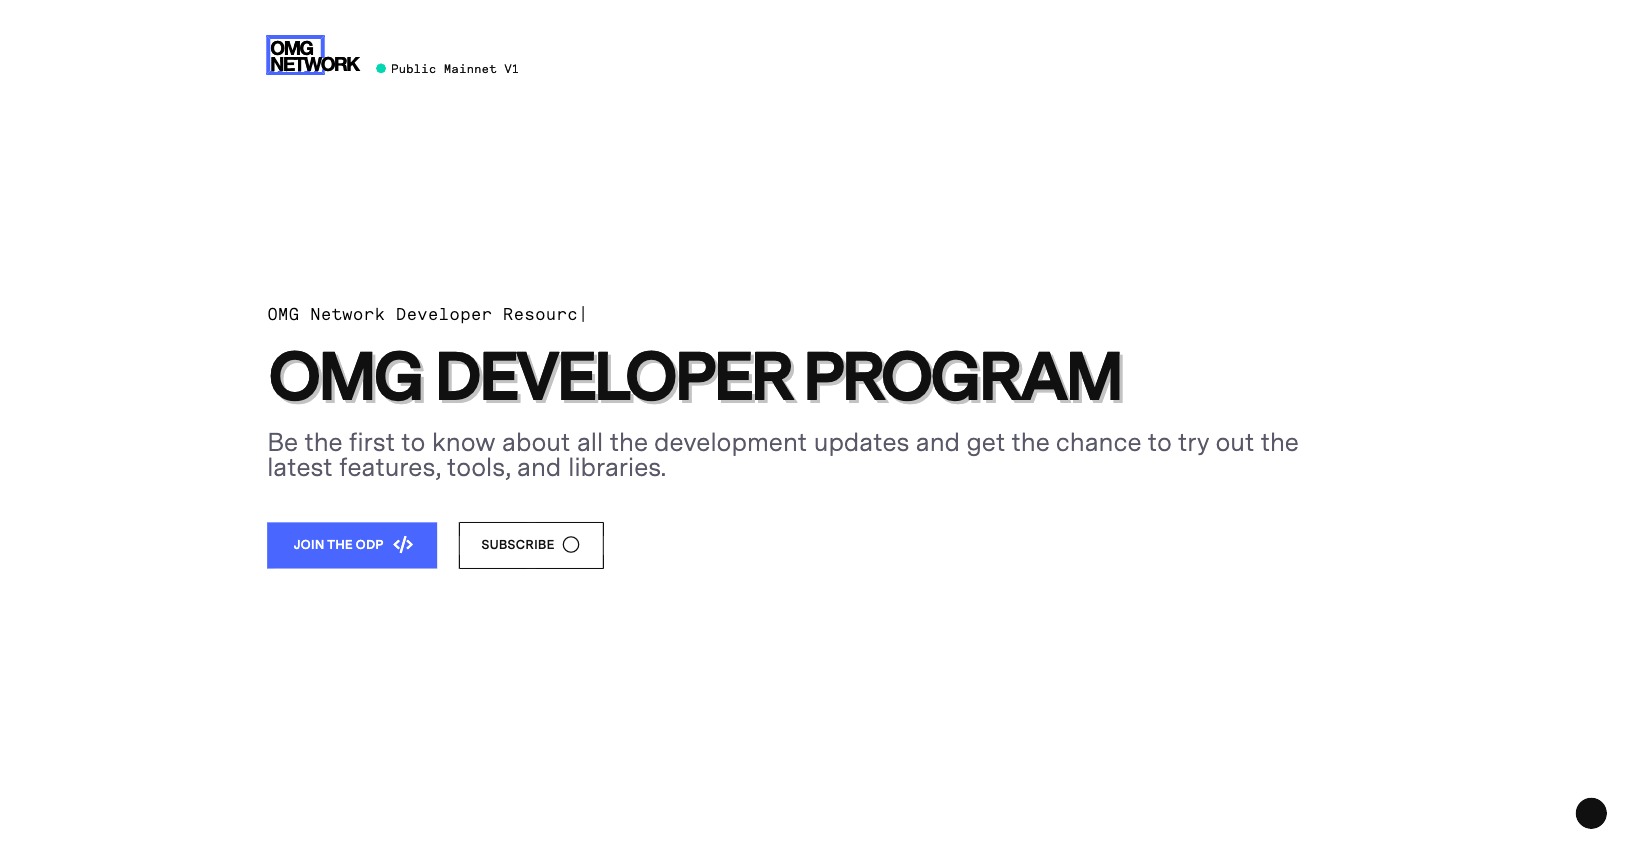 OMG
NETWORK
Public Mainnet V1
OMG Network Developer Resourc
OMG DEVELOPER PROGRAM
Be the first to know about all the development updates and get the chance to try out the
latest features, tools, and libraries.
JOIN THE ODP </>
SUBSCRIBE